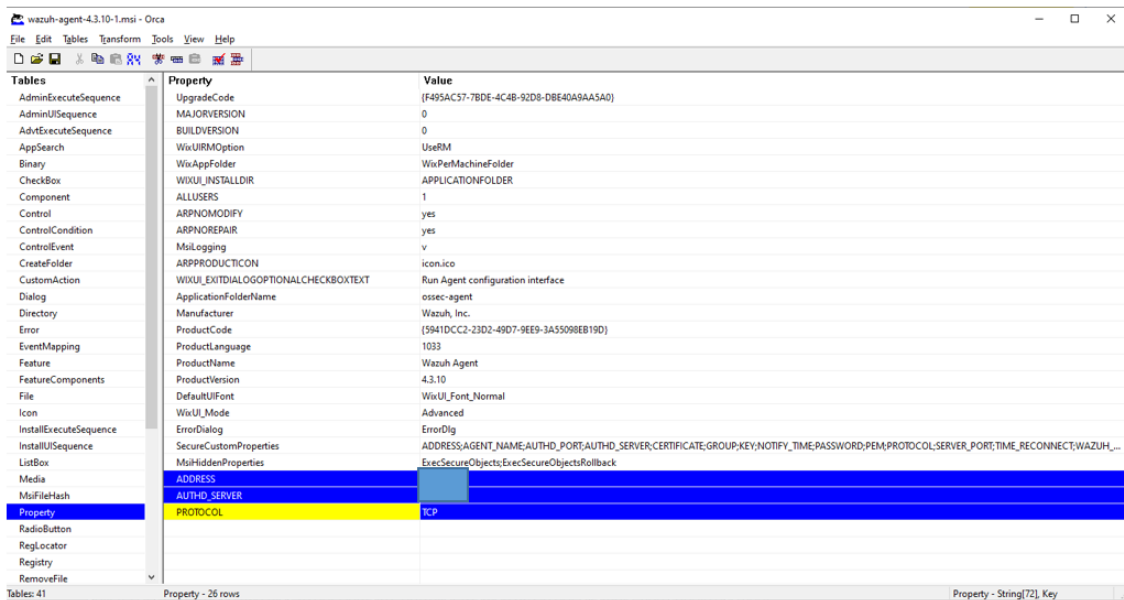 wazuh-agent-4.3.10-1.msi - Orca
File Edit Tables Transform Tools View Help
Tables Property Value
AdminExecuteSequence UpgradeCode {F495AC57-7BDE-4C4B-92D8-DBE40A9AA5A0}
AdminUISequence MAJORVERSION 0
AdvtExecuteSequence BUILDVERSION 0
AppSearch WixUIRMOption UseRM
Binary WixAppFolder WixPerMachineFolder
CheckBox WIXUI_INSTALLDIR APPLICATIONFOLDER
Component ALLUSERS 1
Control ARPNOMODIFY yes
ControlCondition ARPNOREPAIR yes
ControlEvent MsiLogging v
CreateFolder ARPPRODUCTICON icon.ico
CustomAction WIXUI_EXITDIALOGOPTIONALCHECKBOXTEXT Run Agent configuration interface
Dialog ApplicationFolderName ossec-agent
Directory Manufacturer Wazuh, Inc.
Error ProductCode {5941DCC2-23D2-49D7-9EE9-3A55098EB19D}
EventMapping ProductLanguage 1033
Feature ProductName Wazuh Agent
FeatureComponents ProductVersion 4.3.10
File DefaultUIFont WixUI_Font_Normal
Icon WixUI_Mode Advanced
InstallExecuteSequence ErrorDialog ErrorDlg
InstallUISequence SecureCustomProperties ADDRESS;AGENT_NAME;AUTHD_PORT;AUTHD_SERVER;CERTIFICATE;GROUP;KEY;NOTIFY_TIME;PASSWORD;PEM;PROTOCOL;SERVER_PORT;TIME_RECONNECT;WAZUH_...
ListBox MsiHiddenProperties ExecSecureObjects;ExecSecureObjectsRollback
Media ADDRESS
MsiFileHash AUTHD_SERVER
Property PROTOCOL TCP
RadioButton
RegLocator
Registry
RemoveFile
Tables: 41 Property - 26 rows Property - String[72], Key